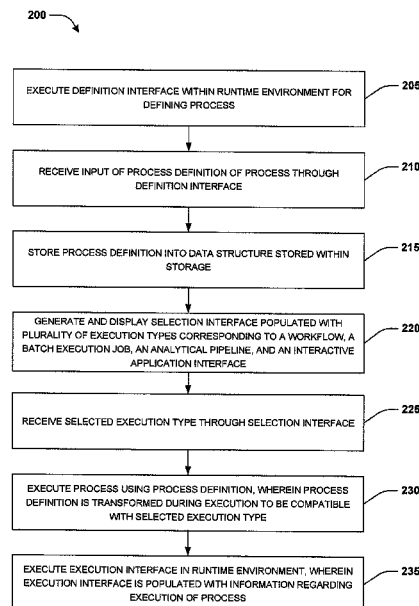 200
EXECUTE DEFINITION INTERFACE WITHIN RUNTIME ENVIRONMENT FOR
DEFINING PROCESS
205
RECEIVE INPUT OF PROCESS DEFINITION OF PROCESS THROUGH
DEFINITION INTERFACE
210
STORE PROCESS DEFINITION INTO DATA STRUCTURE STORED WITHIN
STORAGE
215
GENERATE AND DISPLAY SELECTION INTERFACE POPULATED WITH
PLURALITY OF EXECUTION TYPES CORRESPONDING TO A WORKFLOW, A
BATCH EXECUTION JOB, AN ANALYTICAL PIPELINE, AND AN INTERACTIVE
APPLICATION INTERFACE
220
RECEIVE SELECTED EXECUTION TYPE THROUGH SELECTION INTERFACE
225
EXECUTE PROCESS USING PROCESS DEFINITION, WHEREIN PROCESS
DEFINITION IS TRANSFORMED DURING EXECUTION TO BE COMPATIBLE
WITH SELECTED EXECUTION TYPE
230
EXECUTE EXECUTION INTERFACE IN RUNTIME ENVIRONMENT, WHEREIN
EXECUTION INTERFACE IS POPULATED WITH INFORMATION REGARDING
EXECUTION OF PROCESS
235